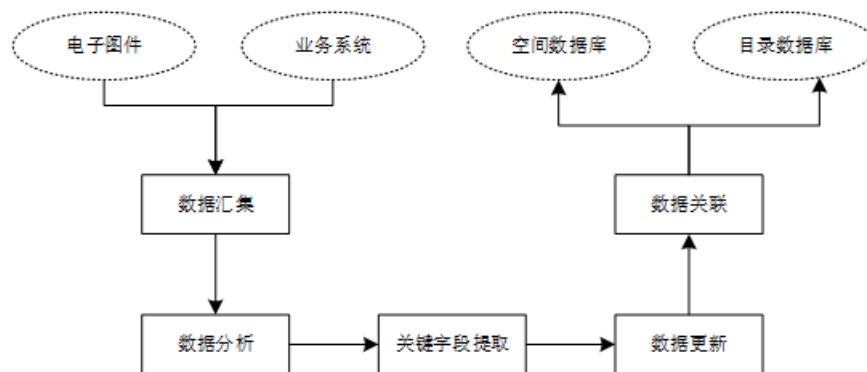 电子图件
业务系统
空间数据库
目录数据库
数据汇集
数据关联
数据分析
关键字段提取
数据更新